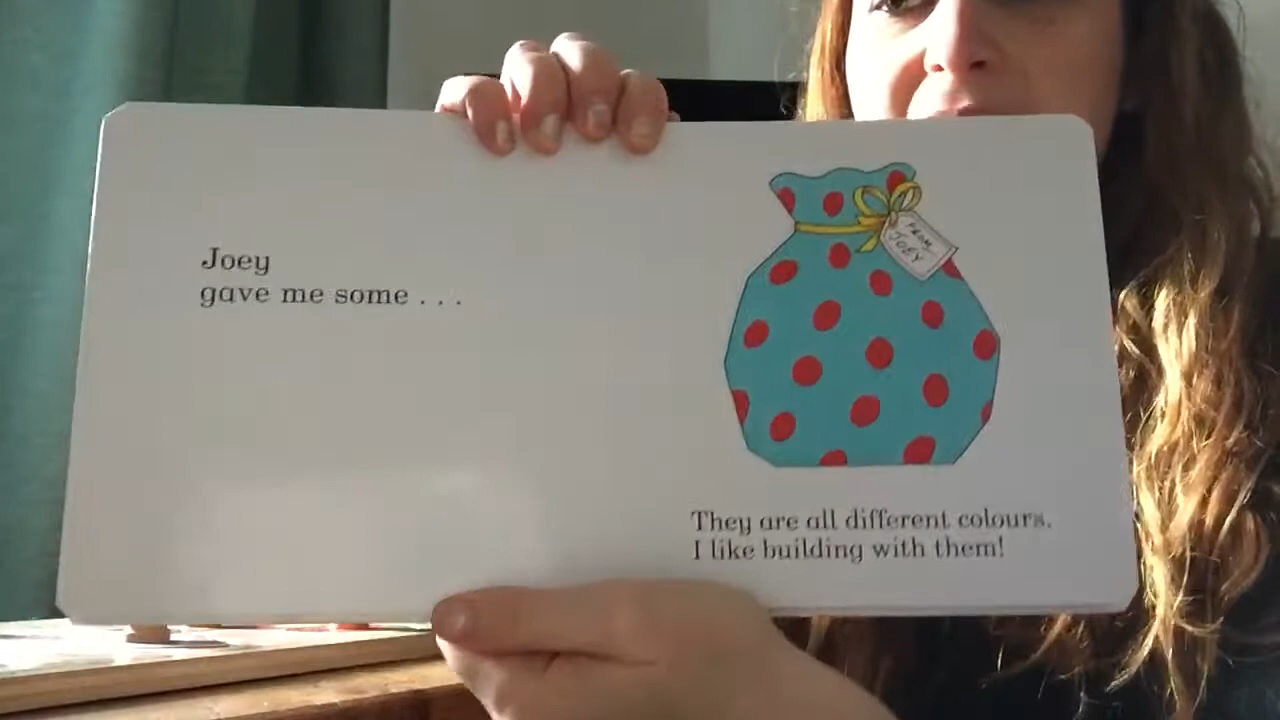 Joey
gave me some . . .
FROM
JOEY
They are all different colours.
I like building with them!